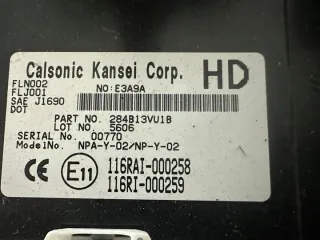 Calsonic Kansei Corp. HD
FLN002
FLJ001 NO:E3A9A
SAE J1690
DOT
PART NO. 284B13VU1B
LOT NO. 5606
SERIAL No. 00770
ModelNo. NPA-Y-02/NP-Y-02
CE E11 116RAI-000258
116RI-000259